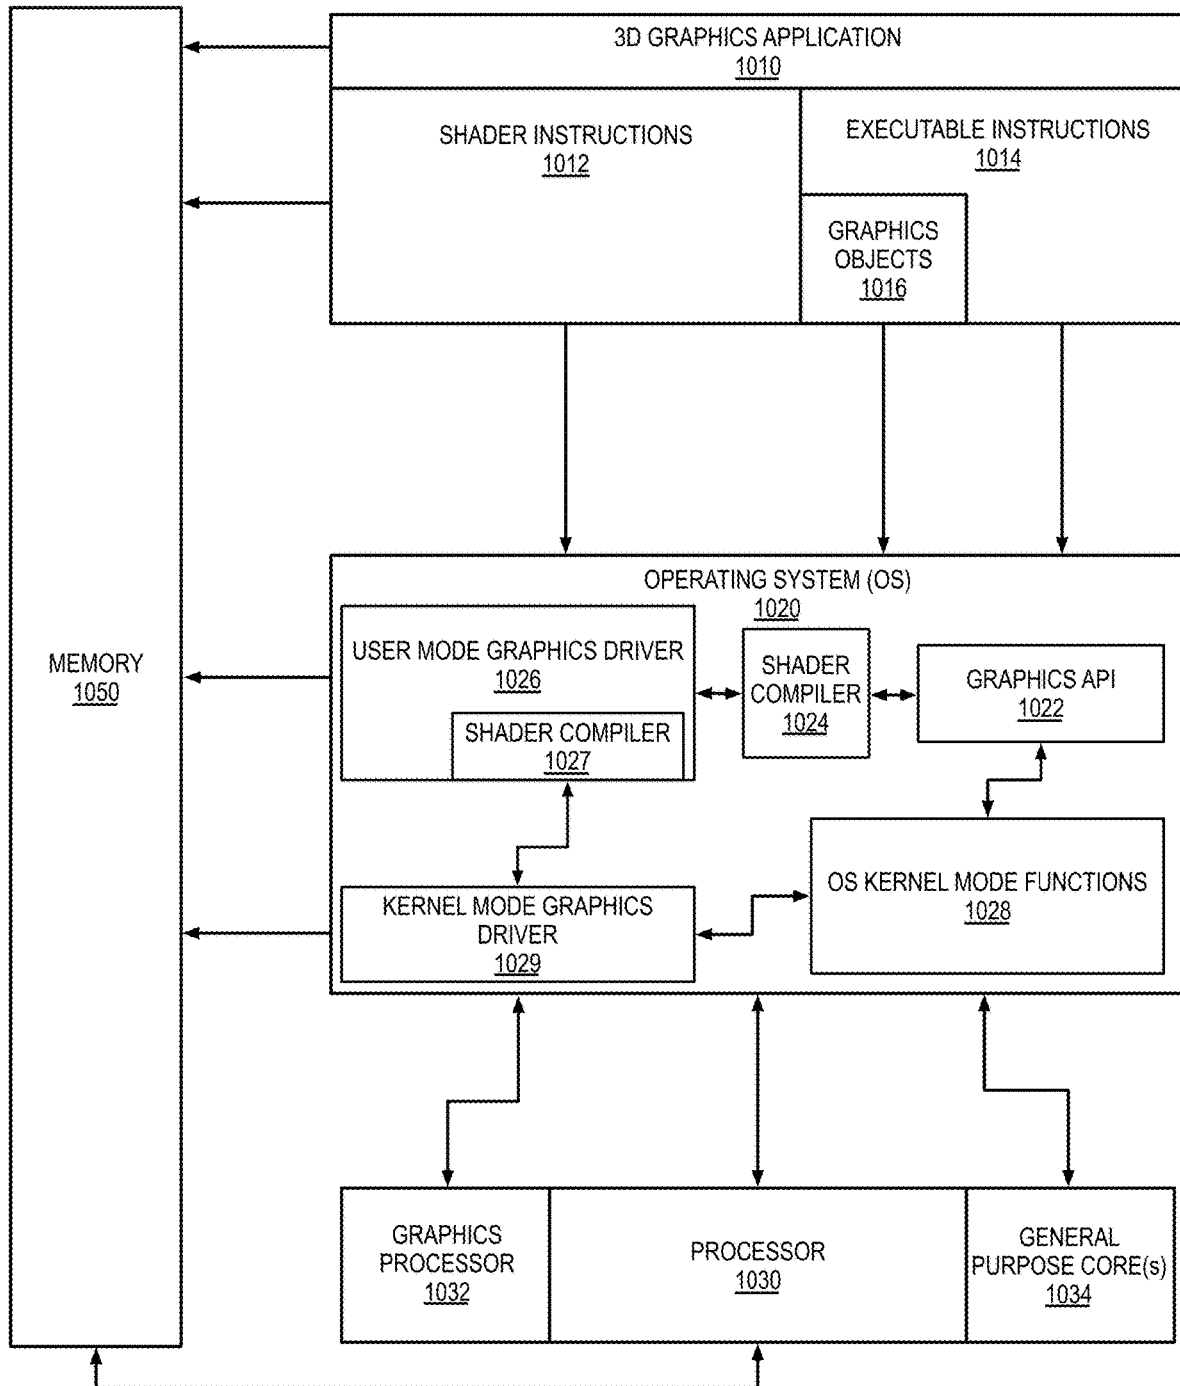 3D GRAPHICS APPLICATION
1010
SHADER INSTRUCTIONS
1012
EXECUTABLE INSTRUCTIONS
1014
GRAPHICS
OBJECTS
1016
MEMORY
1050
OPERATING SYSTEM (OS)
1020
USER MODE GRAPHICS DRIVER
1026
SHADER COMPILER
1027
SHADER
COMPILER
1024
GRAPHICS API
1022
KERNEL MODE GRAPHICS
DRIVER
1029
OS KERNEL MODE FUNCTIONS
1028
GRAPHICS
PROCESSOR
1032
PROCESSOR
1030
GENERAL
PURPOSE CORE(s)
1034